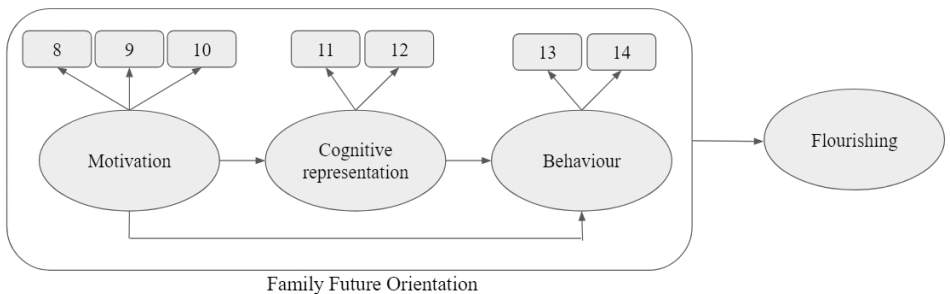 8
9
10
11
12
13
14
Motivation
Cognitive
representation
Behaviour
Flourishing
Family Future Orientation